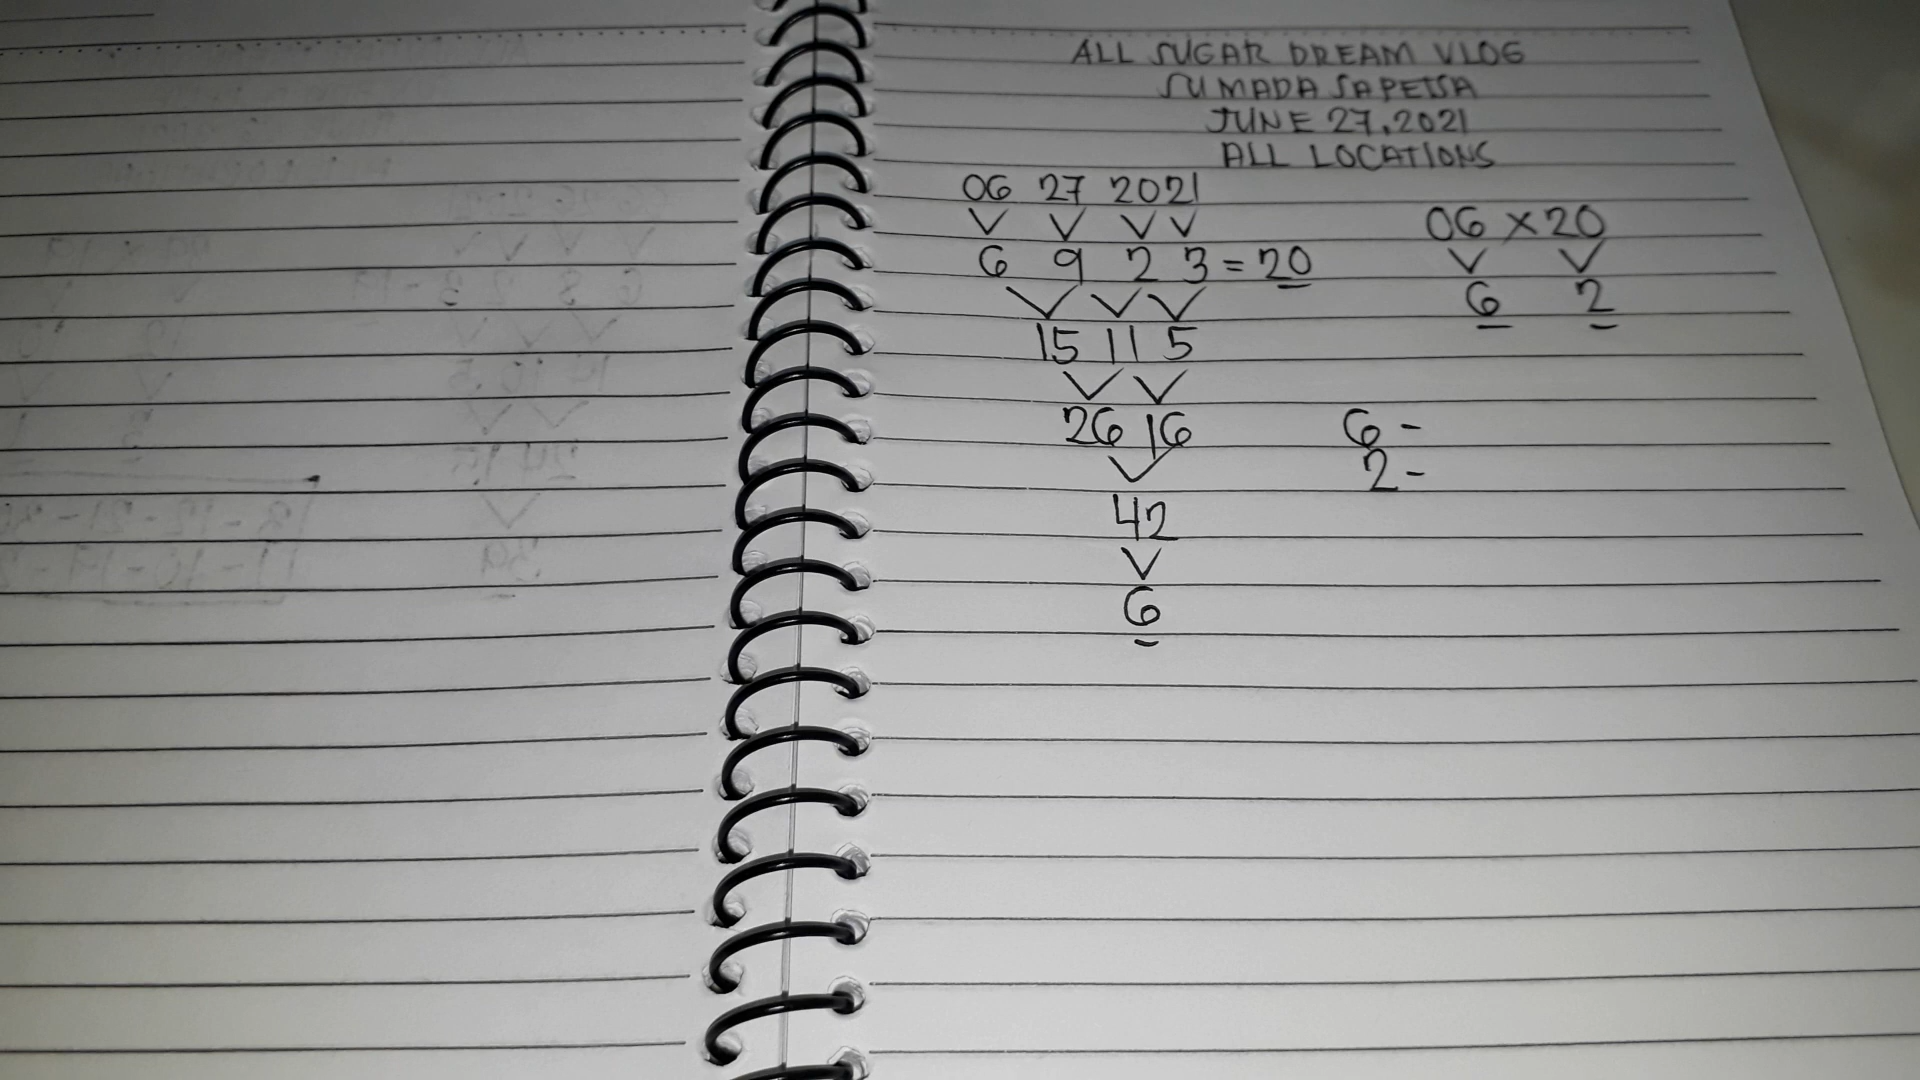 ALL SUGAR DREAM VLOG
SUMADA SAPETSA
JUNE 27, 2021
ALL LOCATIONS
06 27 2021
06 x 20
6 9 2 3 = 20
6 2
15 11 5
26 16
6 -
2 -
42
6